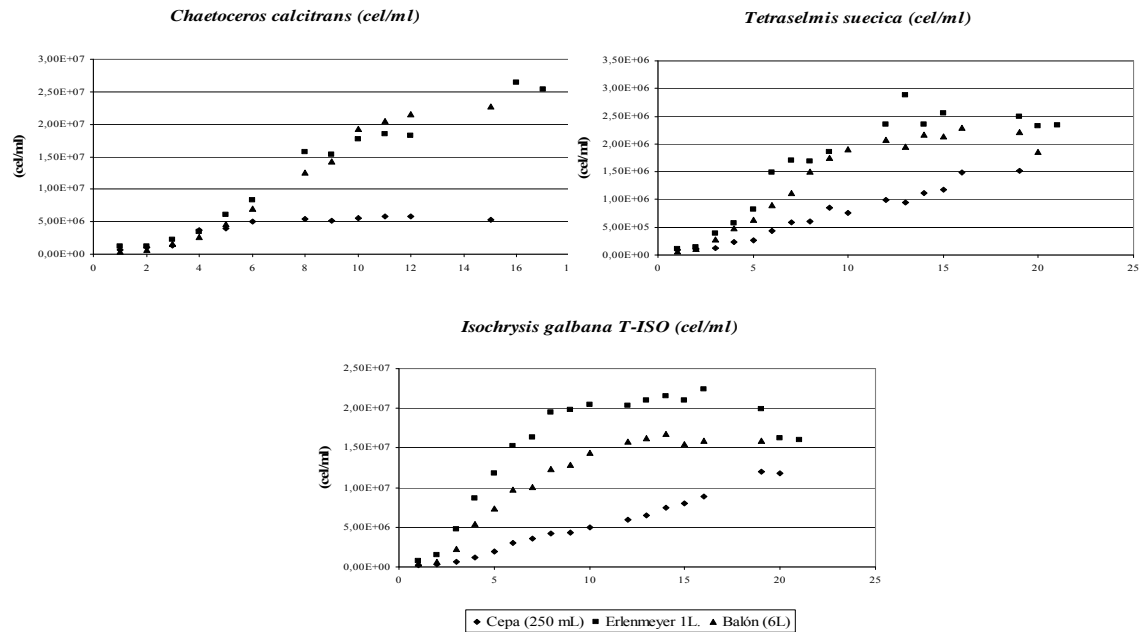 Chaetoceros calcitrans (cel/ml)
3,00E+07
2,50E+07
2,00E+07
1,50E+07
1,00E+07
5,00E+06
0,00E+00
(cel/ml)
0 2 4 6 8 10 12 14 16 1
Tetraselmis suecica (cel/ml)
3,50E+06
3,00E+06
2,50E+06
2,00E+06
1,50E+06
1,00E+06
5,00E+05
0,00E+00
(cel/ml)
0 5 10 15 20 25
Isochrysis galbana T-ISO (cel/ml)
2,50E+07
2,00E+07
1,50E+07
1,00E+07
5,00E+06
0,00E+00
(cel/ml)
0 5 10 15 20 25
Cepa (250 mL) Erlenmeyer 1L. Balón (6L)